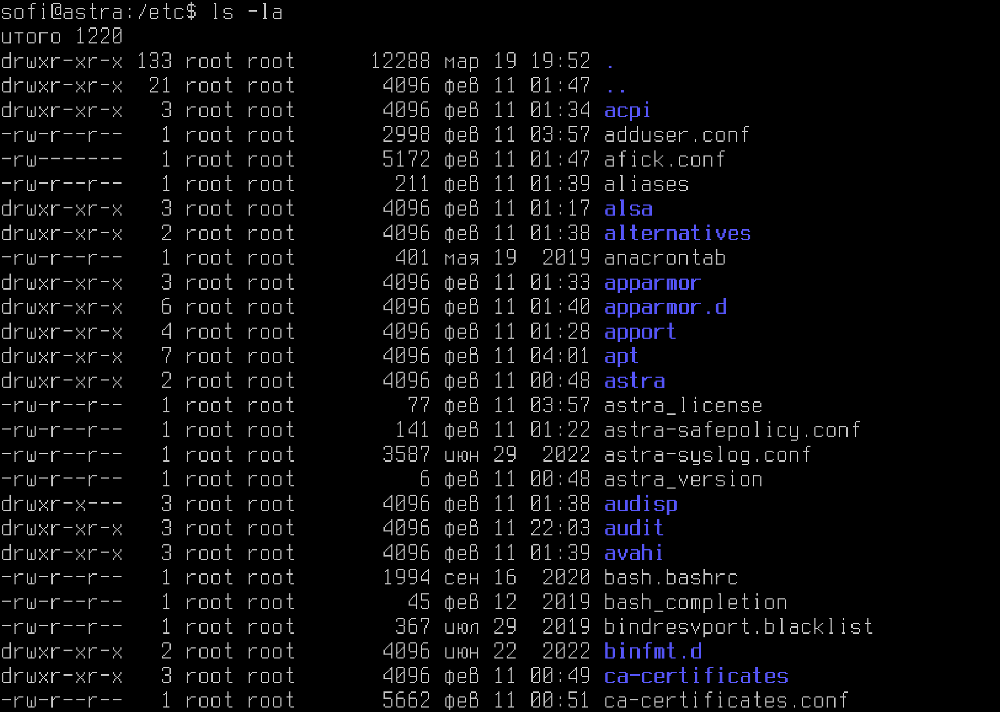 sofi@astra:/etc$ ls -la
итого 1220
drwxr-xr-x 133 root root 12288 мар 19 19:52 .
drwxr-xr-x 21 root root 4096 фев 11 01:47 ..
drwxr-xr-x 3 root root 4096 фев 11 01:34 acpi
-rw-r--r-- 1 root root 2998 фев 11 03:57 adduser.conf
-rw------- 1 root root 5172 фев 11 01:47 afick.conf
-rw-r--r-- 1 root root 211 фев 11 01:39 aliases
drwxr-xr-x 3 root root 4096 фев 11 01:17 alsa
drwxr-xr-x 2 root root 4096 фев 11 01:38 alternatives
-rw-r--r-- 1 root root 401 мая 19 2019 anacrontab
drwxr-xr-x 3 root root 4096 фев 11 01:33 apparmor
drwxr-xr-x 6 root root 4096 фев 11 01:40 apparmor.d
drwxr-xr-x 4 root root 4096 фев 11 01:28 apport
drwxr-xr-x 7 root root 4096 фев 11 04:01 apt
drwxr-xr-x 2 root root 4096 фев 11 00:48 astra
-rw-r--r-- 1 root root 77 фев 11 03:57 astra_license
-rw-r--r-- 1 root root 141 фев 11 01:22 astra-safepolicy.conf
-rw-r--r-- 1 root root 3587 июн 29 2022 astra-syslog.conf
-rw-r--r-- 1 root root 6 фев 11 00:48 astra_version
drwxr-x--- 3 root root 4096 фев 11 01:38 audisp
drwxr-xr-x 3 root root 4096 фев 11 22:03 audit
drwxr-xr-x 3 root root 4096 фев 11 01:39 avahi
-rw-r--r-- 1 root root 1994 сен 16 2020 bash.bashrc
-rw-r--r-- 1 root root 45 фев 12 2019 bash_completion
-rw-r--r-- 1 root root 367 июл 29 2019 bindresvport.blacklist
drwxr-xr-x 2 root root 4096 июн 22 2022 binfmt.d
drwxr-xr-x 3 root root 4096 фев 11 00:49 ca-certificates
-rw-r--r-- 1 root root 5662 фев 11 00:51 ca-certificates.conf